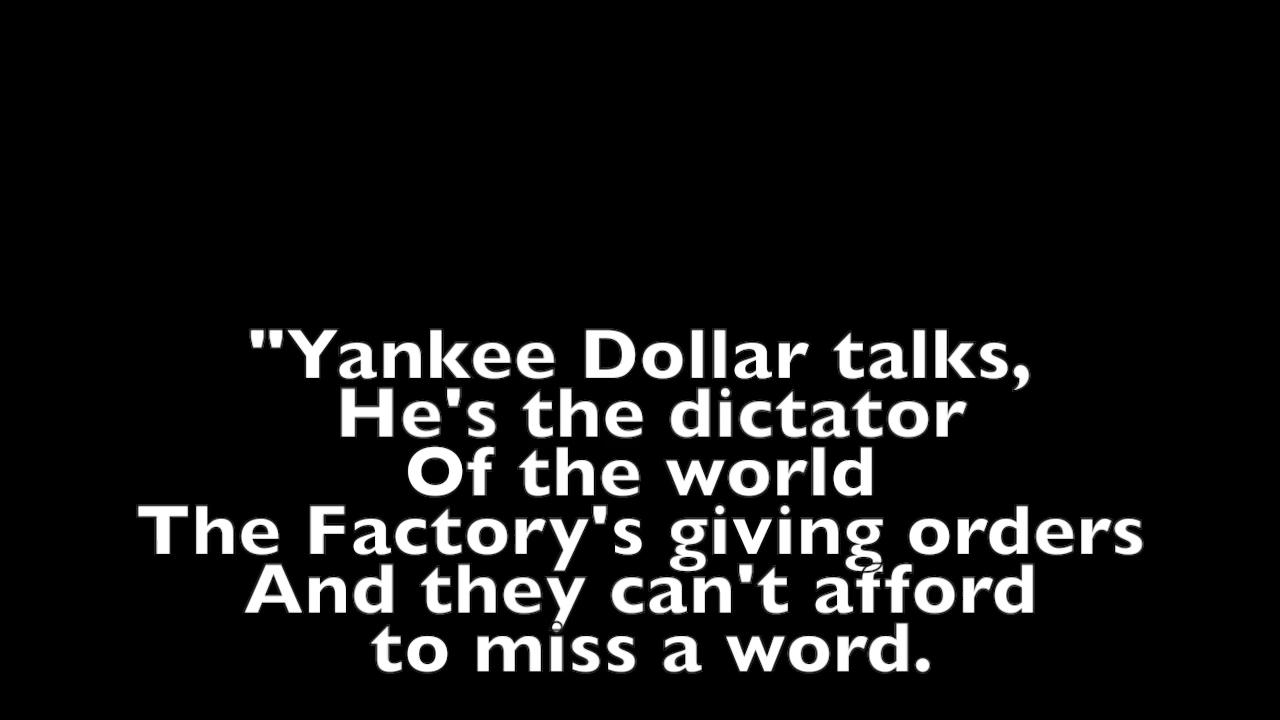 "Yankee Dollar talks,
He's the dictator
Of the world
The Factory's giving orders
And they can't afford
to miss a word.